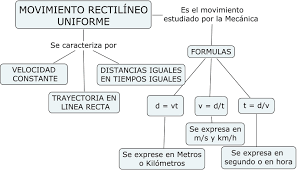 MOVIMIENTO RECTILÍNEO
UNIFORME
Es el movimiento
estudiado por la Mecánica
Se caracteriza por
FORMULAS
VELOCIDAD
CONSTANTE
DISTANCIAS IGUALES
EN TIEMPOS IGUALES
TRAYECTORIA EN
LINEA RECTA
d = vt
v = d/t
t = d/v
Se expresa en
m/s y km/h
Se exprese en Metros
o Kilómetros
Se expresa en
segundo o en hora